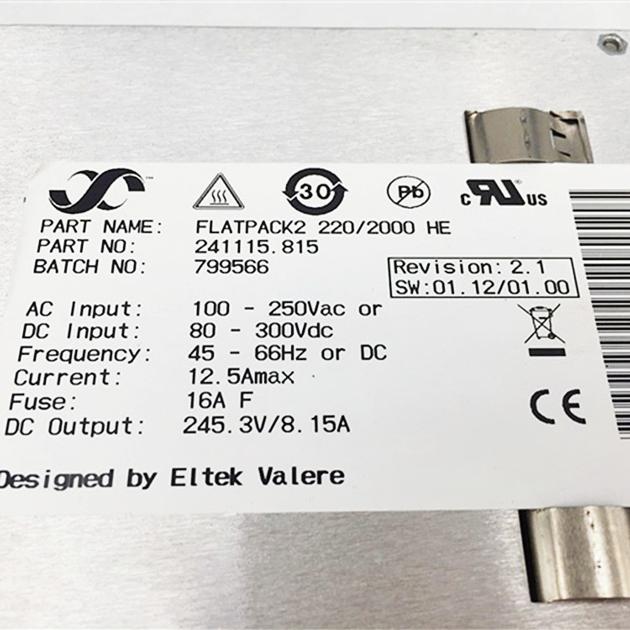 30 Pb c RU US
PART NAME: FLATPACK2 220/2000 HE
PART NO: 241115.815
BATCH NO: 799566
Revision: 2.1
SW:01.12/01.00
AC Input: 100 - 250Vac or
DC Input: 80 - 300Vdc
Frequency: 45 - 66Hz or DC
Current: 12.5Amax
Fuse: 16A F
DC Output: 245.3V/8.15A
CE
Designed by Eltek Valere